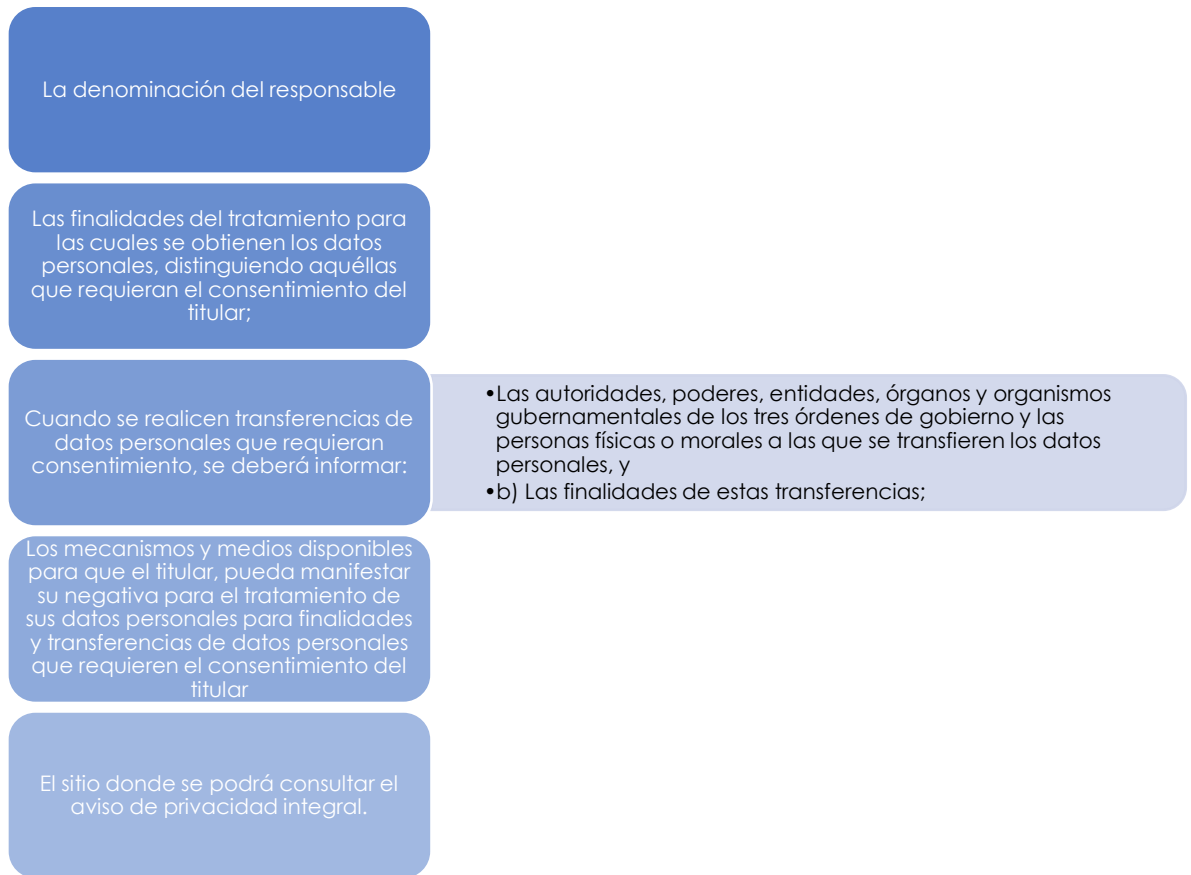 La denominación del responsable
Las finalidades del tratamiento para
las cuales se obtienen los datos
personales, distinguiendo aquéllas
que requieran el consentimiento del
titular;
Cuando se realicen transferencias de
datos personales que requieran
consentimiento, se deberá informar:
•Las autoridades, poderes, entidades, órganos y organismos
gubernamentales de los tres órdenes de gobierno y las
personas físicas o morales a las que se transfieren los datos
personales, y
•b) Las finalidades de estas transferencias;
Los mecanismos y medios disponibles
para que el titular, pueda manifestar
su negativa para el tratamiento de
sus datos personales para finalidades
y transferencias de datos personales
que requieren el consentimiento del
titular
El sitio donde se podrá consultar el
aviso de privacidad integral.